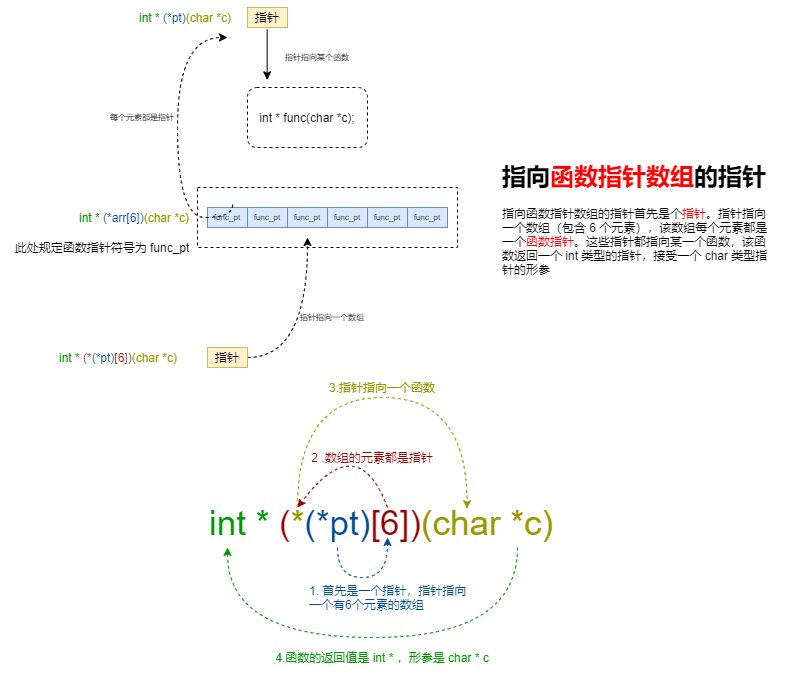 int * (*pt)(char *c)
指针
指针指向某个函数
每个元素都是指针
int * func(char *c);
指向函数指针数组的指针
指向函数指针数组的指针首先是个指针。指针指向
一个数组（包含 6 个元素），该数组每个元素都是
一个函数指针。这些指针都指向某一个函数，该函
数返回一个 int 类型的指针，接受一个 char 类型指
针的形参
int * (*arr[6])(char *c)
func_pt func_pt func_pt func_pt func_pt func_pt
此处规定函数指针符号为 func_pt
指针指向一个数组
int * (*(*pt)[6])(char *c)
指针
3.指针指向一个函数
2 .数组的元素都是指针
int * (*(*pt)[6])(char *c)
1. 首先是一个指针，指针指向
一个有6个元素的数组
4.函数的返回值是 int * ，形参是 char * c